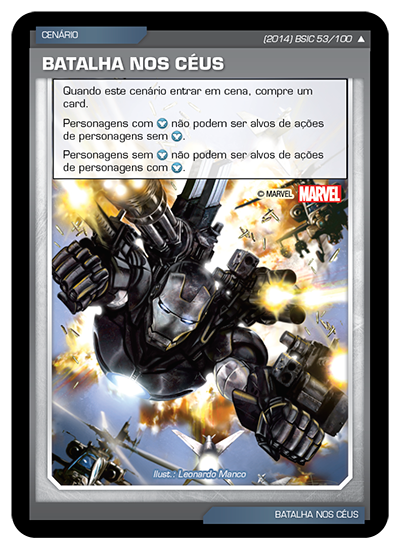 CENÁRIO
(2014) BSIC 53/100 ▲
BATALHA NOS CÉUS
Quando este cenário entrar em cena, compre um
card.
Personagens com não podem ser alvos de ações
de personagens sem .
Personagens sem não podem ser alvos de ações
de personagens com .
© MARVEL MARVEL
Ilust.: Leonardo Manco
BATALHA NOS CÉUS